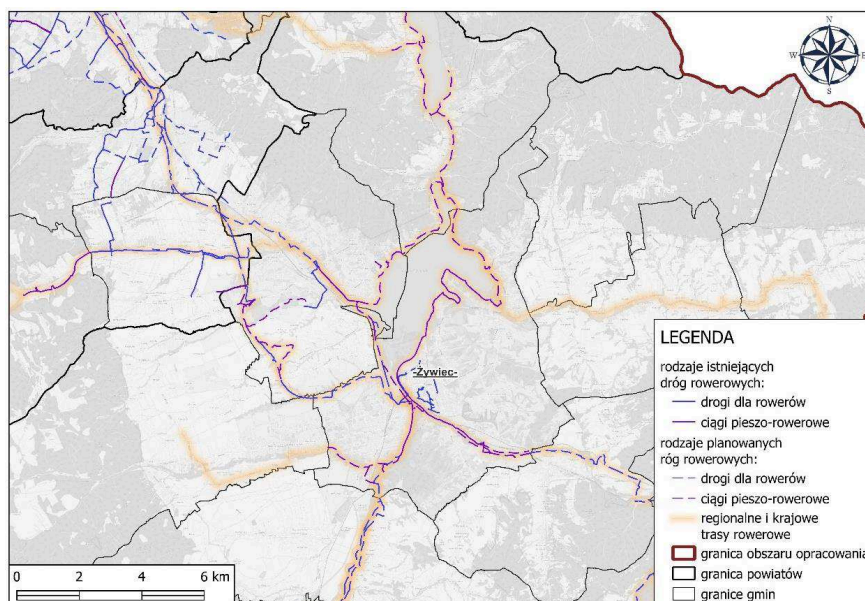 N
W
E
S
-Żywiec-
LEGENDA
rodzaje istniejących
dróg rowerowych:
drogi dla rowerów
ciągi pieszo-rowerowe
rodzaje planowanych
róg rowerowych:
drogi dla rowerów
ciągi pieszo-rowerowe
regionalne i krajowe
trasy rowerowe
granica obszaru opracowania
granica powiatów
granice gmin
0 2 4 6 km